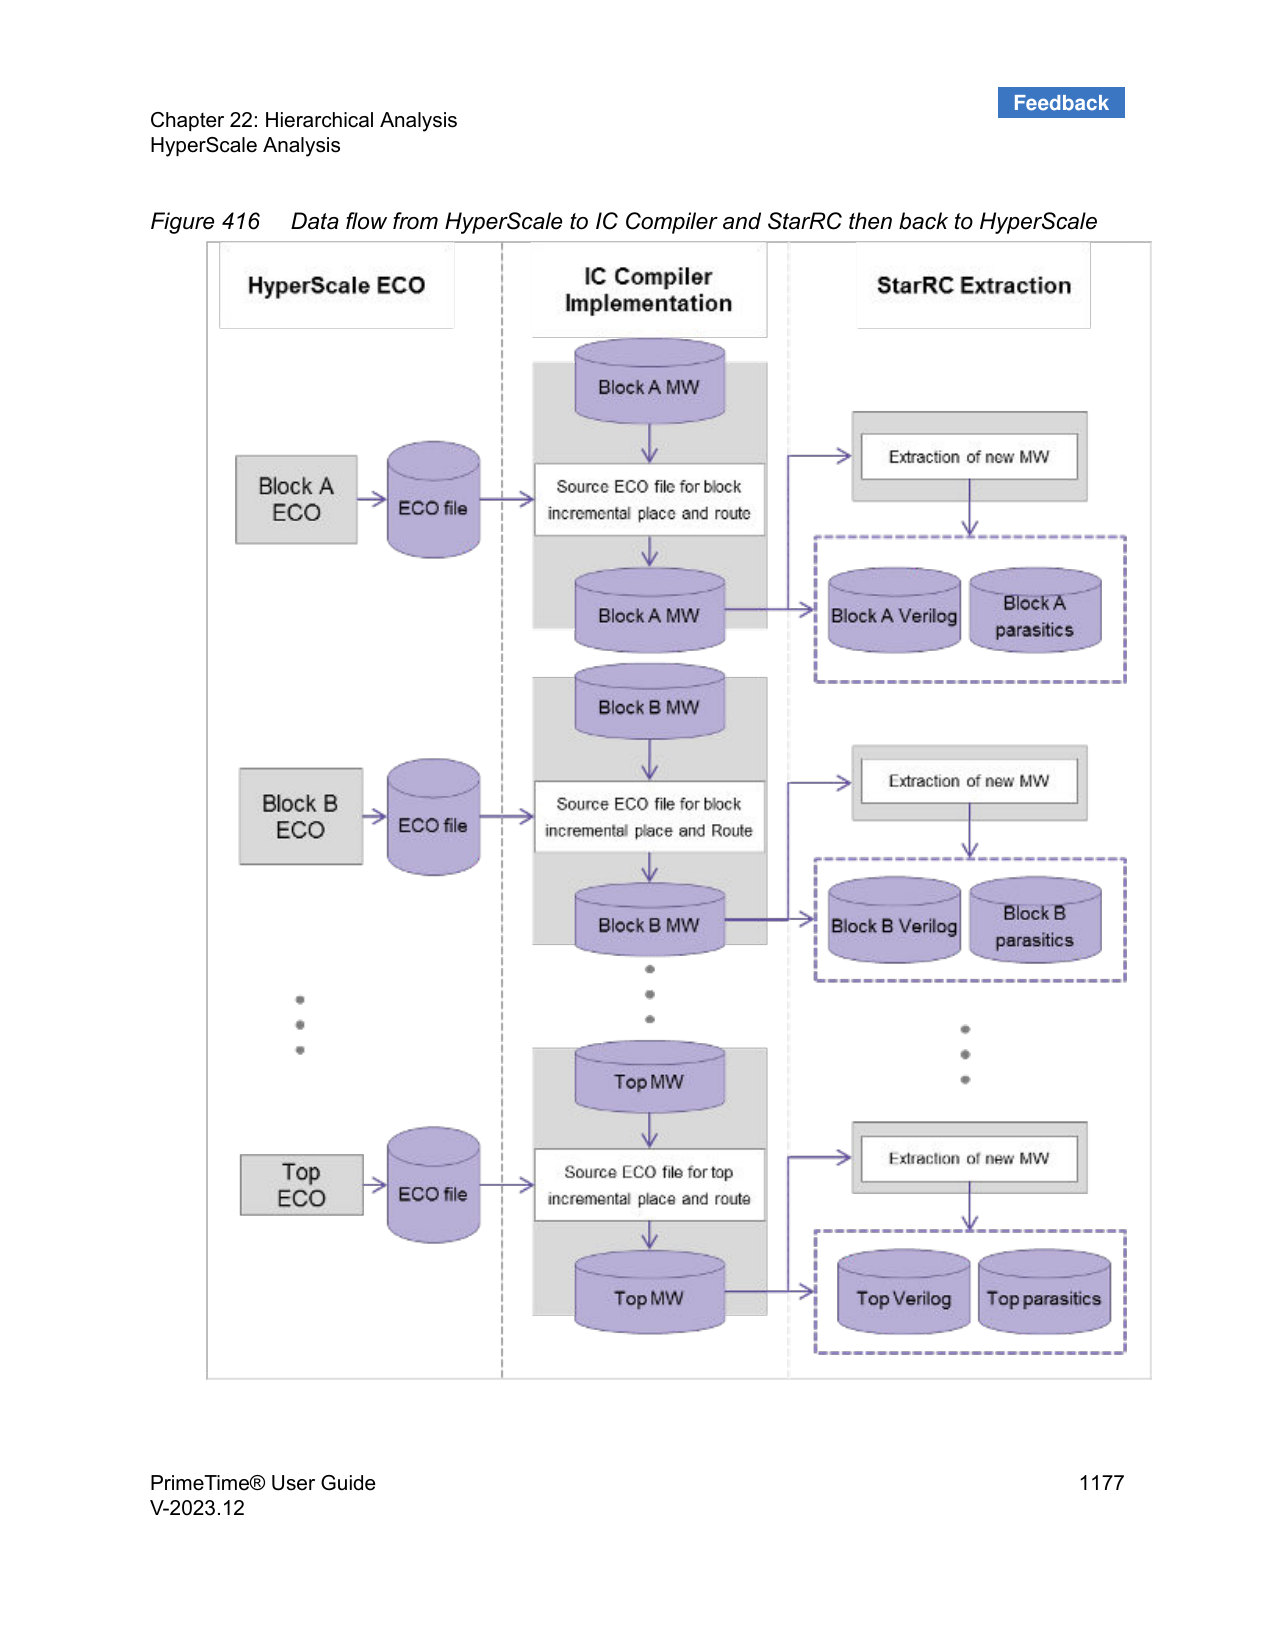 Feedback
Chapter 22: Hierarchical Analysis
HyperScale Analysis
Figure 416 Data flow from HyperScale to IC Compiler and StarRC then back to HyperScale
HyperScale ECO
IC Compiler
Implementation
StarRC Extraction
Block A MW
Block A
ECO
ECO file
Source ECO file for block
incremental place and route
Block A MW
Extraction of new MW
Block A Verilog
Block A
parasitics
Block B MW
Block B
ECO
ECO file
Source ECO file for block
incremental place and Route
Block B MW
Extraction of new MW
Block B Verilog
Block B
parasitics
Top MW
Top
ECO
ECO file
Source ECO file for top
incremental place and route
Top MW
Extraction of new MW
Top Verilog
Top parasitics
PrimeTime® User Guide
V-2023.12
1177